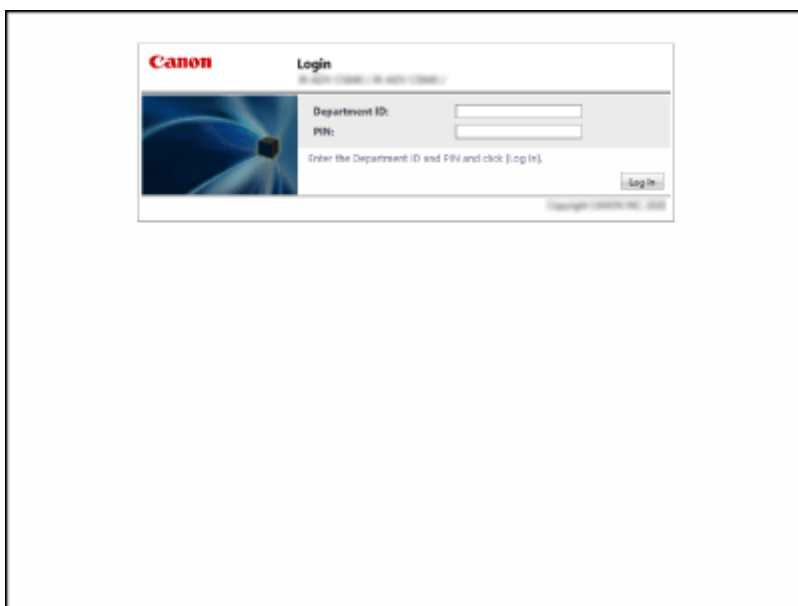 Canon
Login
Department ID:
PIN:
Enter the Department ID and PIN and click [Log In].
Log In